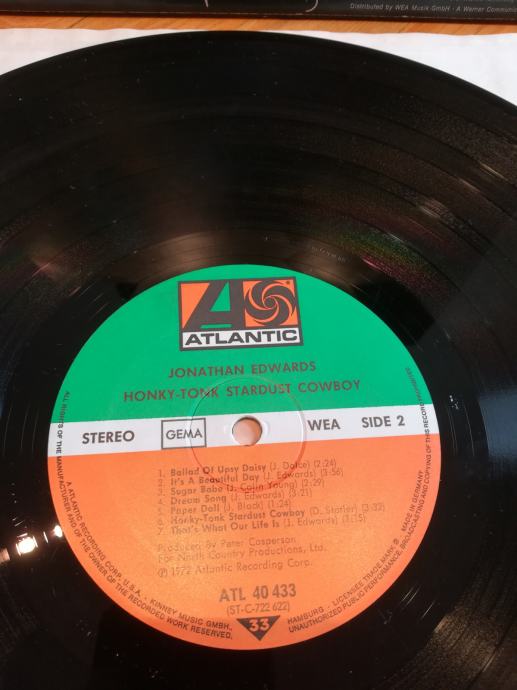 Distributed by WEA Musik GmbH · A Warner Communic
ATLANTIC
JONATHAN EDWARDS
HONKY-TONK STARDUST COWBOY
STEREO GEMA WEA SIDE 2
1. Ballad Of Upsy Daisy (J. Dolce) (2:24)
2. It's A Beautiful Day (J. Edwards) (3:56)
3. Sugar Babe (J. Colin Young) (2:29)
4. Dream Song (J. Edwards) (3:21)
5. Paper Doll (J. Black) (1:24)
6. Honky-Tonk Stardust Cowboy (D. Statler) (3:32)
7. That's What Our Life Is (J. Edwards) (1:15)
Produced by Peter Casperson
For North Country Productions, Ltd.
℗ 1972 Atlantic Recording Corp.
ATL 40 433
(ST-C-722 622)
33
ALL RIGHTS OF THE MANUFACTURER AND OF THE OWNER OF THE RECORDED WORK RESERVED.
ATLANTIC RECORDING CORP. U.S.A. · KINNEY MUSIC GMBH., HAMBURG · LICENSEE TRADE MARK ® MADE IN GERMANY
UNAUTHORIZED PUBLIC PERFORMANCE, BROADCASTING AND COPYING OF THIS RECORD PROHIBITED